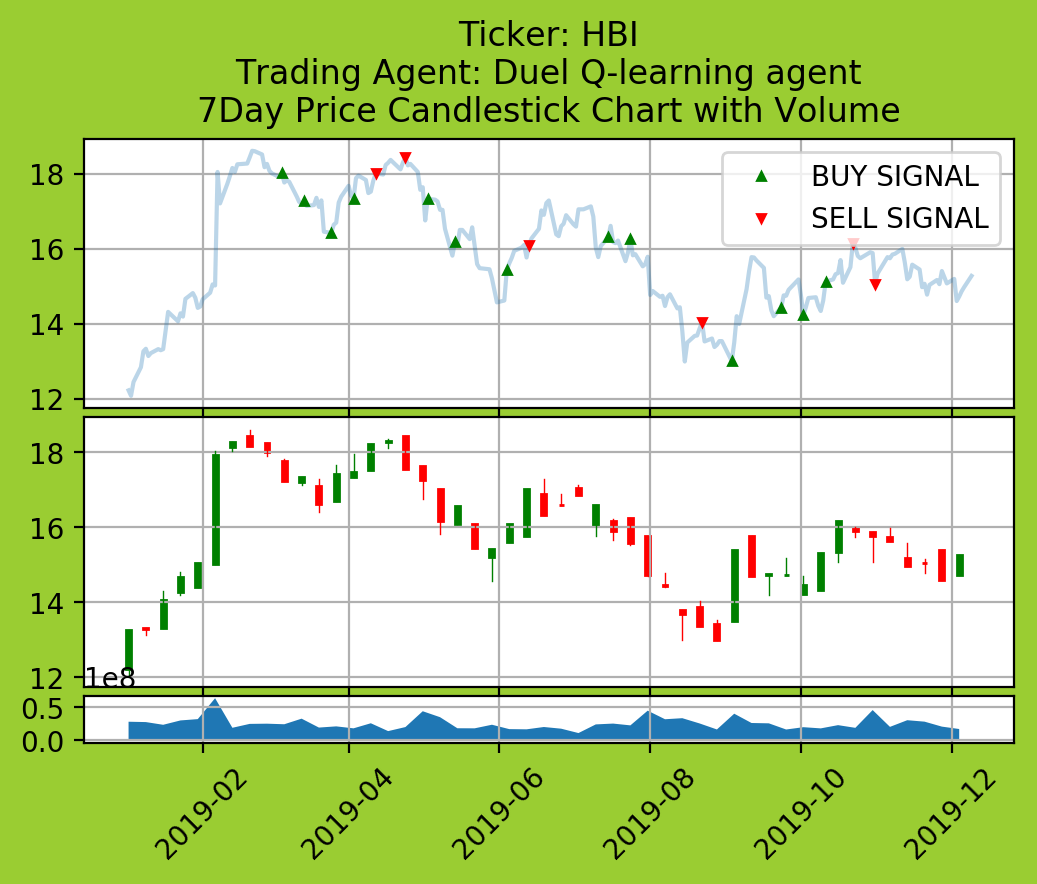 Ticker: HBI
Trading Agent: Duel Q-learning agent
7Day Price Candlestick Chart with Volume
BUY SIGNAL
SELL SIGNAL
18
16
14
12
18
16
14
12
1e8
0.5
0.0
2019-02
2019-04
2019-06
2019-08
2019-10
2019-12